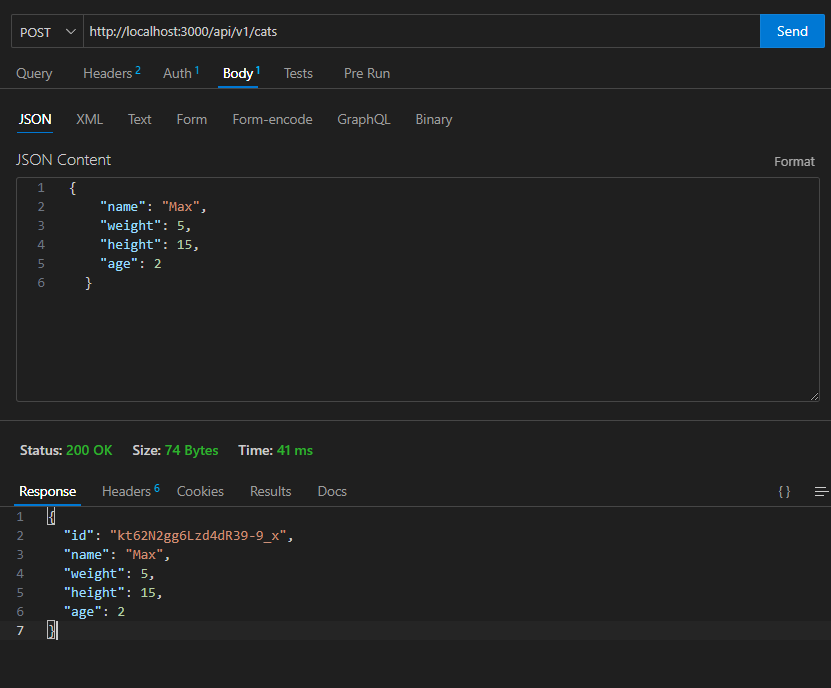 POST http://localhost:3000/api/v1/cats Send
Query Headers 2 Auth 1 Body 1 Tests Pre Run
JSON XML Text Form Form-encode GraphQL Binary
JSON Content Format
1 {
2 "name": "Max",
3 "weight": 5,
4 "height": 15,
5 "age": 2
6 }
Status: 200 OK Size: 74 Bytes Time: 41 ms
Response Headers 6 Cookies Results Docs { }
1 {
2 "id": "kt62N2gg6Lzd4dR39-9_x",
3 "name": "Max",
4 "weight": 5,
5 "height": 15,
6 "age": 2
7 }